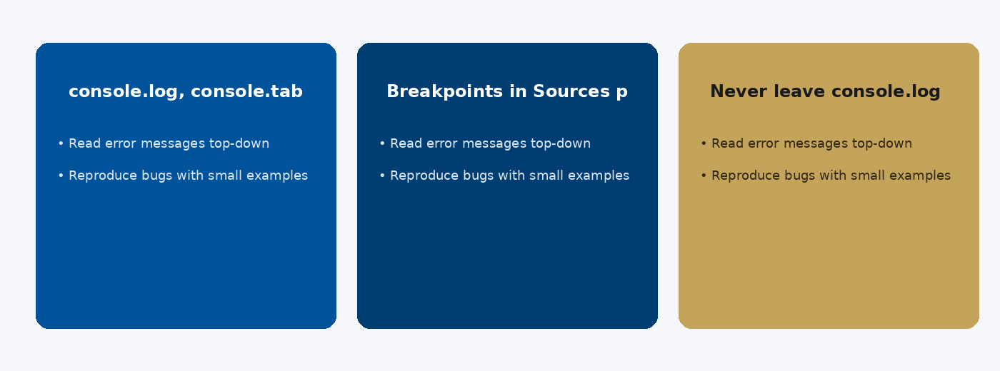 console.log, console.tab
• Read error messages top-down
• Reproduce bugs with small examples
Breakpoints in Sources p
• Read error messages top-down
• Reproduce bugs with small examples
Never leave console.log
• Read error messages top-down
• Reproduce bugs with small examples